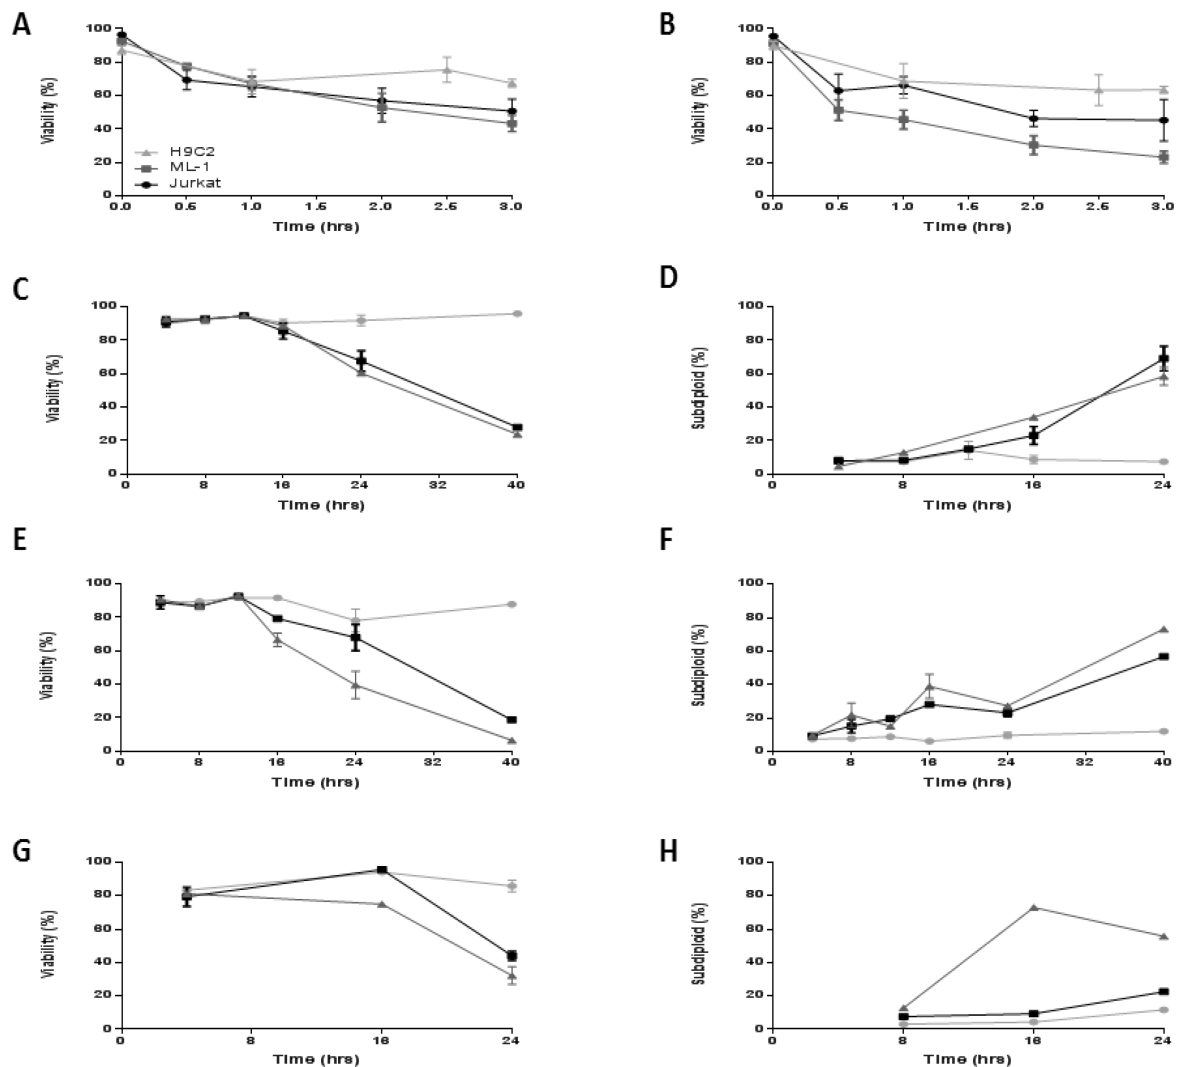 A
Viability (%)
100
80
60
40
20
0
H9C2
ML-1
Jurkat
0.0 0.5 1.0 1.5 2.0 2.5 3.0
Time (hrs)
B
Viability (%)
100
80
60
40
20
0
0.0 0.5 1.0 1.5 2.0 2.5 3.0
Time (hrs)
C
Viability (%)
100
80
60
40
20
0
0 8 16 24 32 40
Time (hrs)
D
Subdiploid (%)
100
80
60
40
20
0
0 8 16 24
Time (hrs)
E
Viability (%)
100
80
60
40
20
0
0 8 16 24 32 40
Time (hrs)
F
Subdiploid (%)
100
80
60
40
20
0
0 8 16 24 32 40
Time (hrs)
G
Viability (%)
100
80
60
40
20
0
0 8 16 24
Time (hrs)
H
Subdiploid (%)
100
80
60
40
20
0
0 8 16 24
Time (hrs)